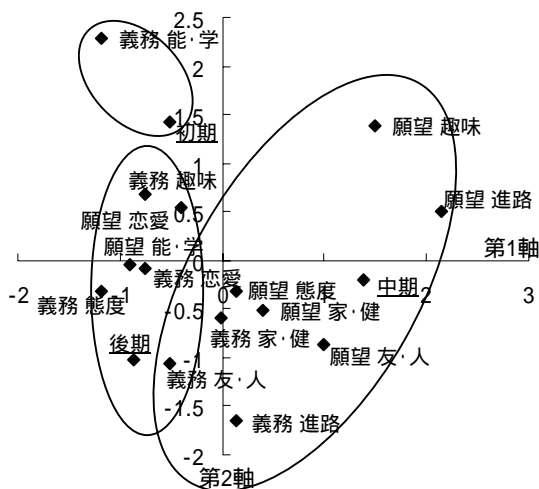 2.5
義務 能・学
2
1.5
初期
願望 趣味
1
義務 趣味
願望 恋愛
0.5
願望 進路
願望 能・学
第1軸
-2
-1
0
義務 恋愛
願望 態度
中期
2
3
義務 態度
-0.5
願望 家・健
義務 家・健
後期
-1
願望 友・人
義務 友・人
-1.5
義務 進路
-2
第2軸